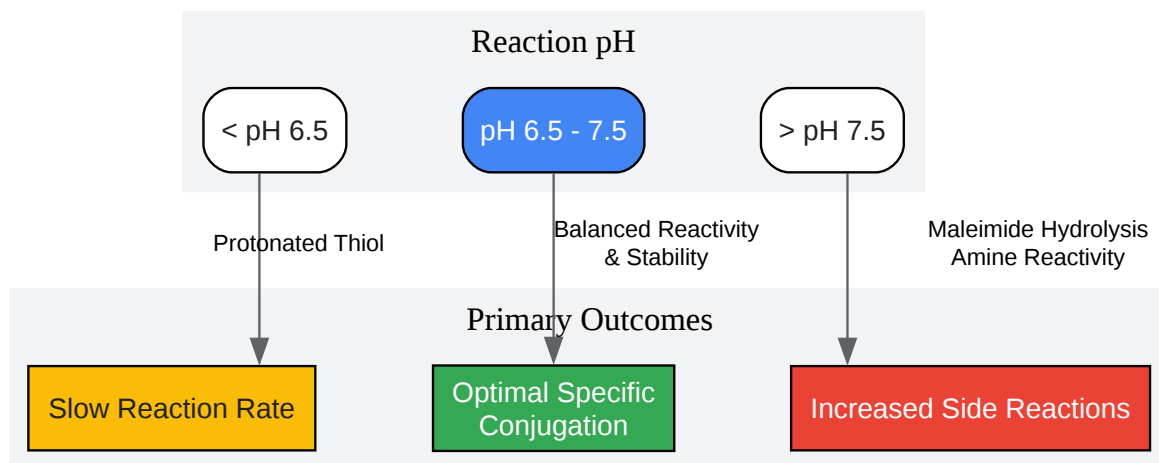 Reaction pH
< pH 6.5
pH 6.5 - 7.5
> pH 7.5
Protonated Thiol
Balanced Reactivity
& Stability
Maleimide Hydrolysis
Amine Reactivity
Primary Outcomes
Slow Reaction Rate
Optimal Specific
Conjugation
Increased Side Reactions